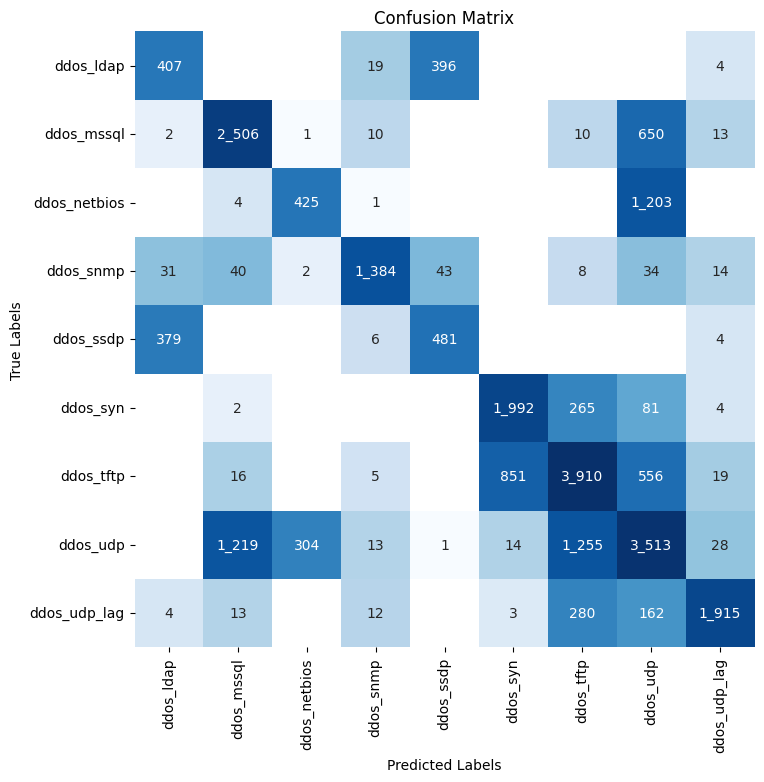 Confusion Matrix
True Labels
ddos_ldap 407 19 396 4
ddos_mssql 2 2_506 1 10 10 650 13
ddos_netbios 4 425 1 1_203
ddos_snmp 31 40 2 1_384 43 8 34 14
ddos_ssdp 379 6 481 4
ddos_syn 2 1_992 265 81 4
ddos_tftp 16 5 851 3_910 556 19
ddos_udp 1_219 304 13 1 14 1_255 3_513 28
ddos_udp_lag 4 13 12 3 280 162 1_915
ddos_ldap ddos_mssql ddos_netbios ddos_snmp ddos_ssdp ddos_syn ddos_tftp ddos_udp ddos_udp_lag
Predicted Labels